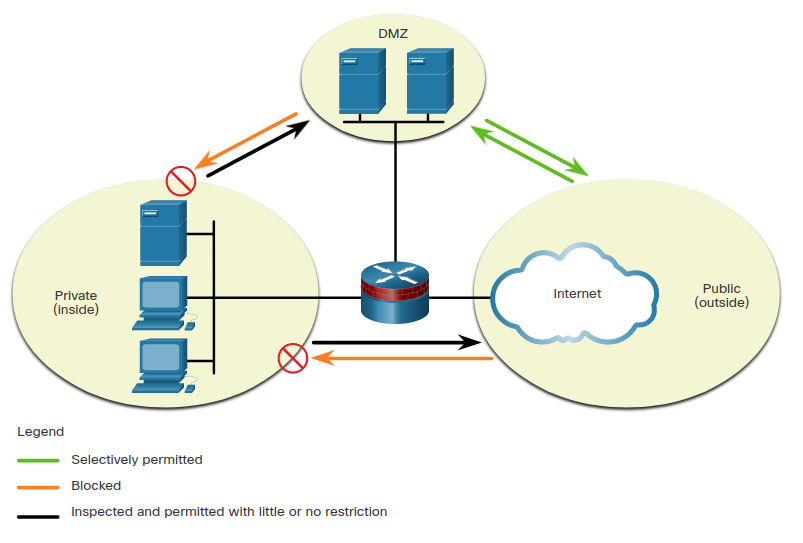 DMZ
Private
(inside)
Internet
Public
(outside)
Legend
Selectively permitted
Blocked
Inspected and permitted with little or no restriction